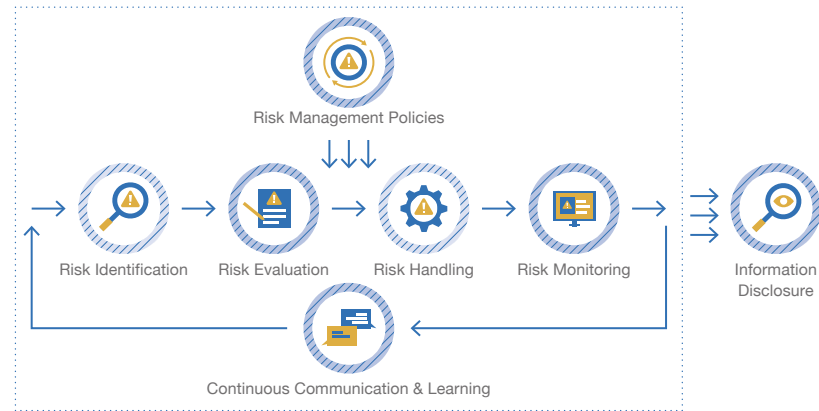 Risk Management Policies
Risk Identification
Risk Evaluation
Risk Handling
Risk Monitoring
Information
Disclosure
Continuous Communication & Learning